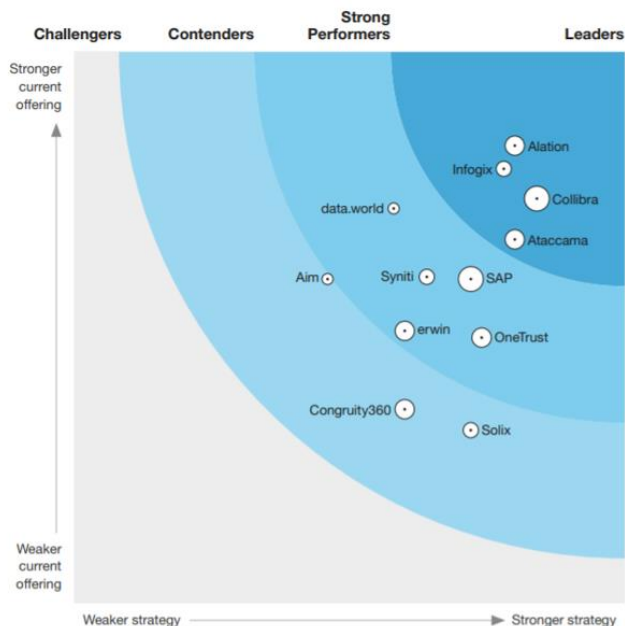 Challengers
Contenders
Strong
Performers
Leaders
Stronger
current
offering
Alation
Infogix
Collibra
data.world
Ataccama
Aim
Syniti
SAP
erwin
OneTrust
Congruity360
Solix
Weaker
current
offering
Weaker strategy
Stronger strategy